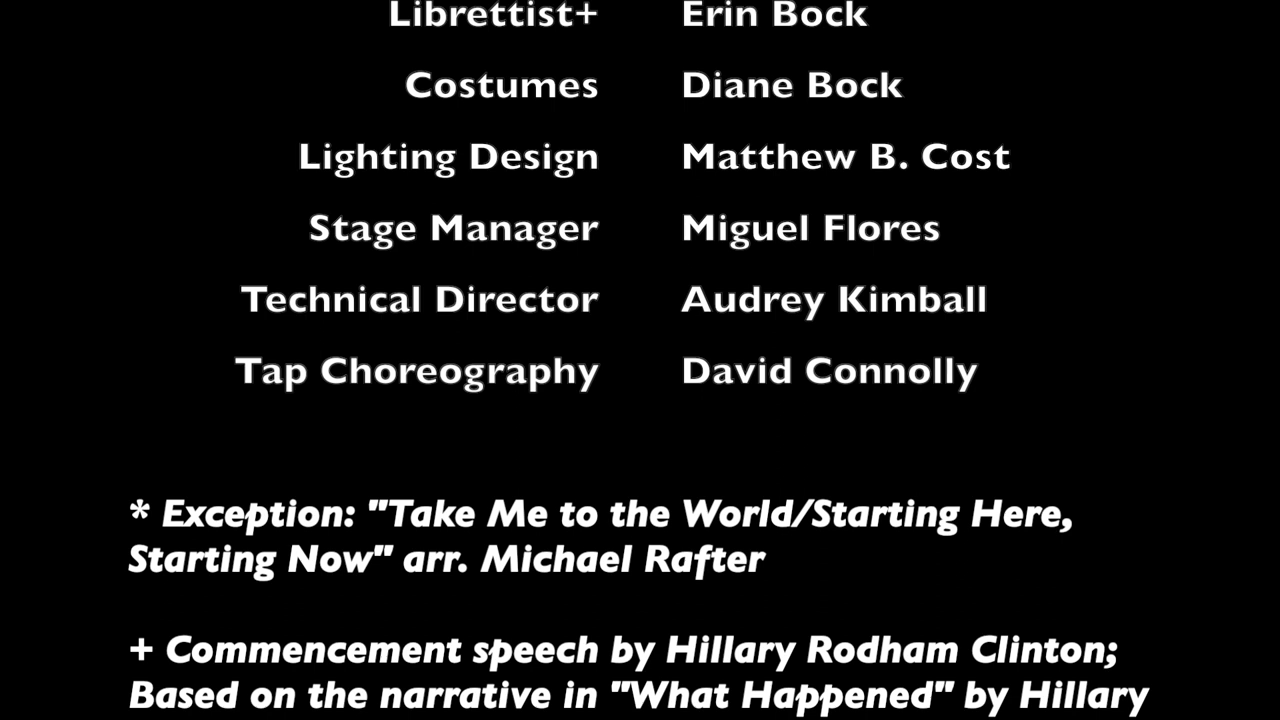 Librettist+ Erin Bock
Costumes Diane Bock
Lighting Design Matthew B. Cost
Stage Manager Miguel Flores
Technical Director Audrey Kimball
Tap Choreography David Connolly
* Exception: "Take Me to the World/Starting Here,
Starting Now" arr. Michael Rafter
+ Commencement speech by Hillary Rodham Clinton;
Based on the narrative in "What Happened" by Hillary